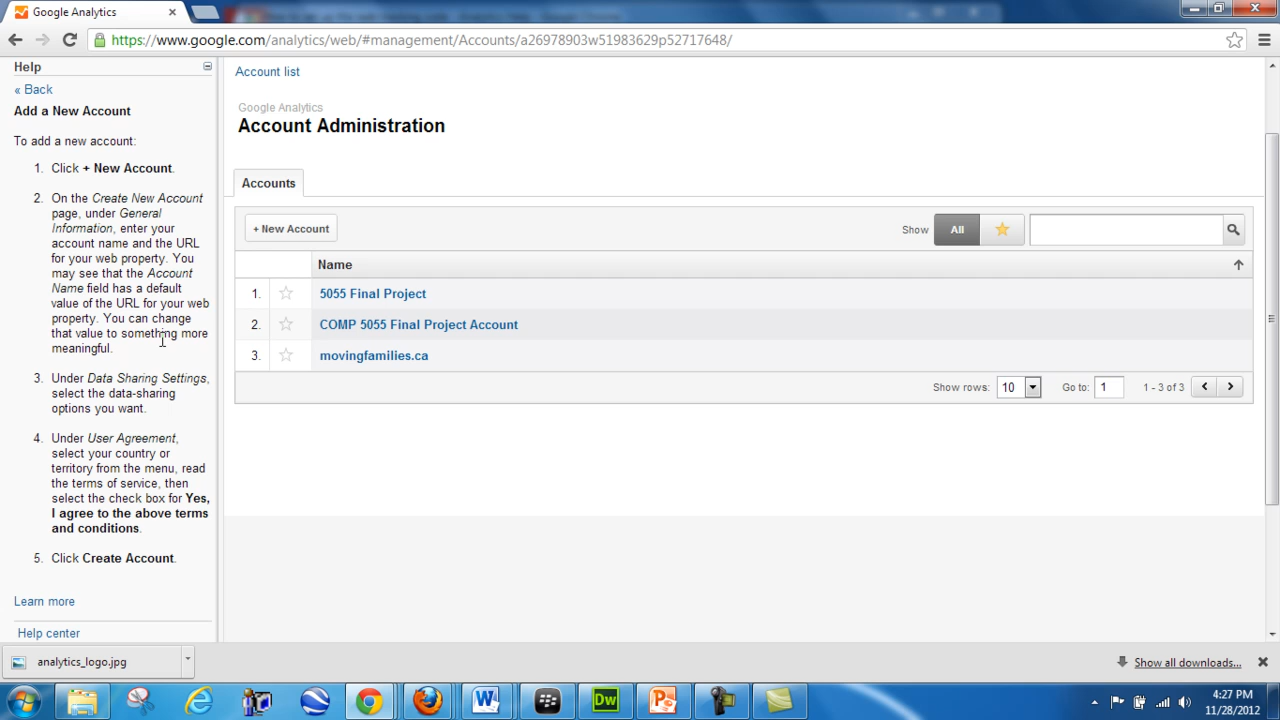 Google Analytics
https://www.google.com/analytics/web/#management/Accounts/a26978903w51983629p52717648/
Help
« Back
Add a New Account
To add a new account:
1. Click + New Account.
2. On the Create New Account
page, under General
Information, enter your
account name and the URL
for your web property. You
may see that the Account
Name field has a default
value of the URL for your web
property. You can change
that value to something more
meaningful.
3. Under Data Sharing Settings,
select the data-sharing
options you want.
4. Under User Agreement,
select your country or
territory from the menu, read
the terms of service, then
select the check box for Yes,
I agree to the above terms
and conditions.
5. Click Create Account.
Learn more
Help center
Account list
Google Analytics
Account Administration
Accounts
+ New Account
Show All
Name
1. 5055 Final Project
2. COMP 5055 Final Project Account
3. movingfamilies.ca
Show rows: 10 Go to: 1 1 - 3 of 3
analytics_logo.jpg
Show all downloads...
W
Dw
P
4:27 PM
11/28/2012